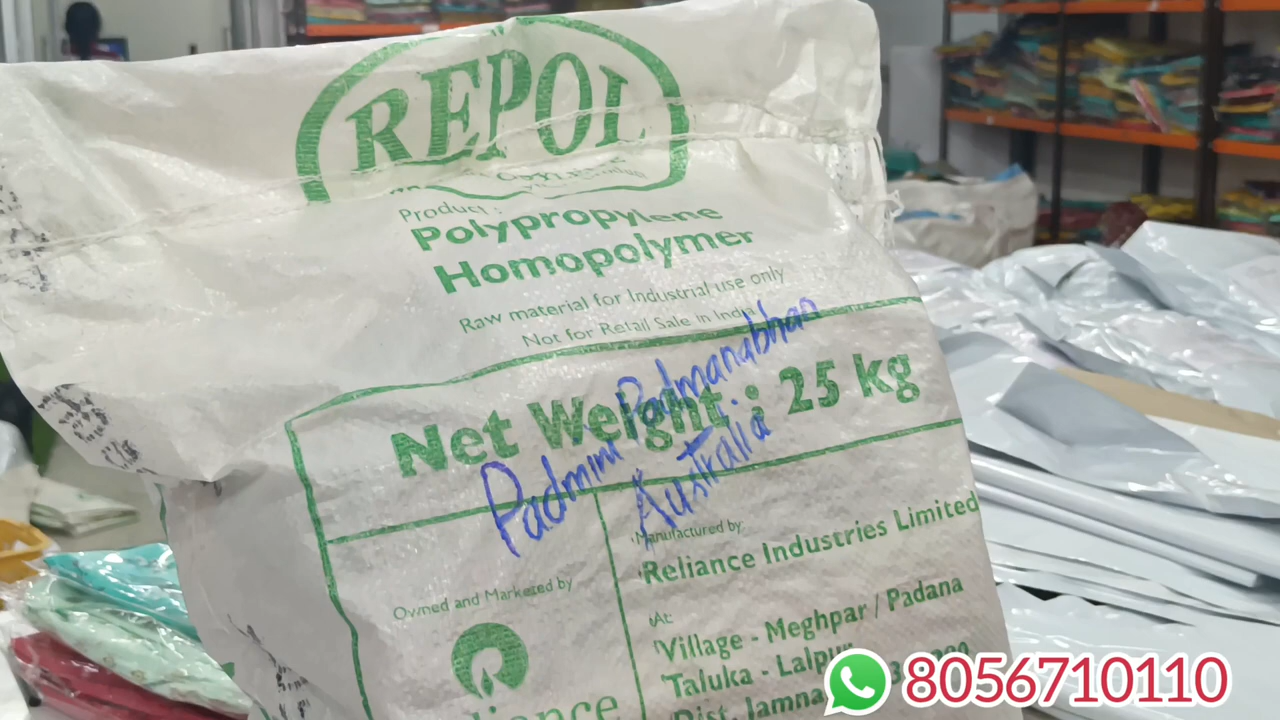 REPOL
Product :
Polypropylene
Homopolymer
Raw material for Industrial use only
Not for Retail Sale in India
Net Weight : 25 kg
Padmini Padmanabhan
Australia
Owned and Marketed by
Manufactured by
Reliance Industries Limited
At:
Village - Meghpar / Padana
Taluka - Lalpur
Dist. Jamna
8056710110